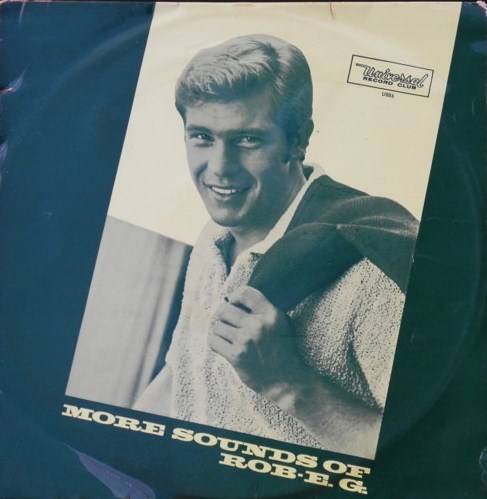 Universal
RECORD CLUB
MORE SOUNDS OF
ROB-E. G.